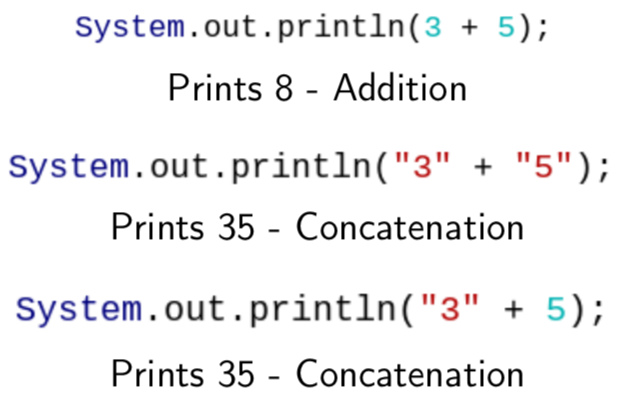 System.out.println(3 + 5);
Prints 8 - Addition
System.out.println("3" + "5");
Prints 35 - Concatenation
System.out.println("3" + 5);
Prints 35 - Concatenation